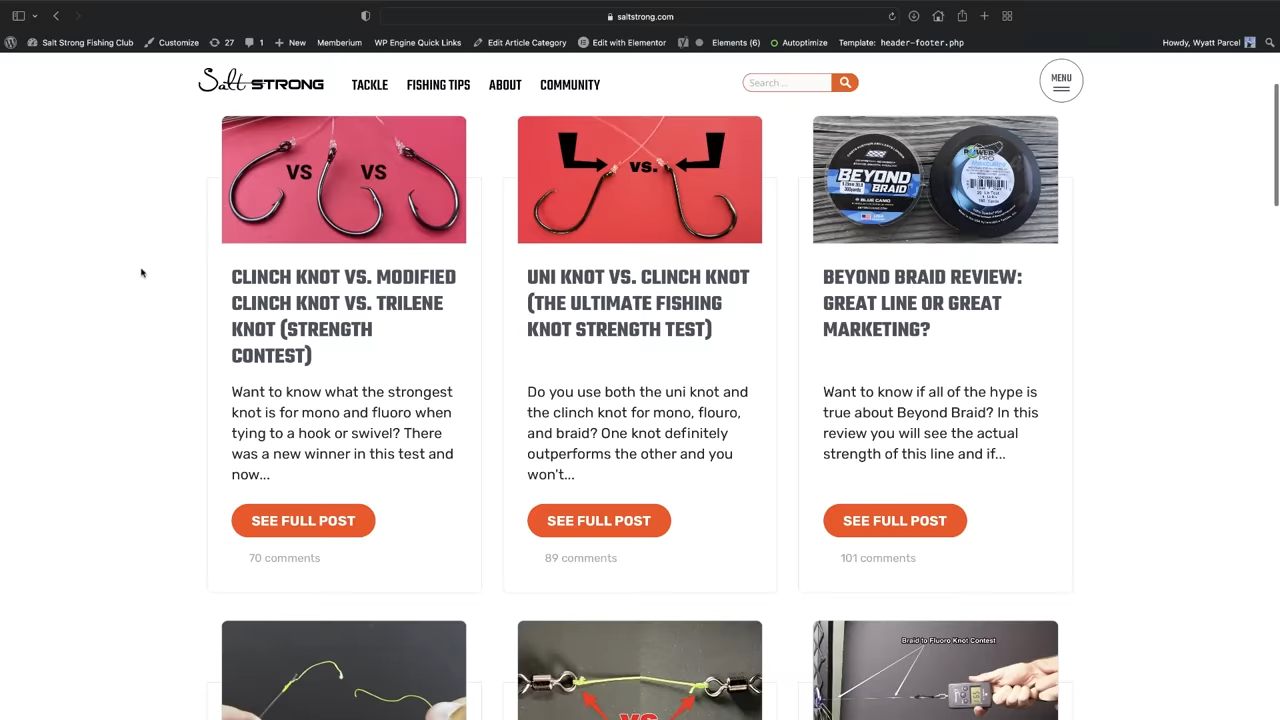 saltstrong.com
Salt Strong Fishing Club Customize 27 1 New Memberium WP Engine Quick Links Edit Article Category Edit with Elementor Elements (6) Autoptimize Template: header-footer.php Howdy, Wyatt Parcel
Salt STRONG TACKLE FISHING TIPS ABOUT COMMUNITY Search ... MENU
VS VS
vs.
BEYOND
BRAID
POWER
PRO
CLINCH KNOT VS. MODIFIED
CLINCH KNOT VS. TRILENE
KNOT (STRENGTH
CONTEST)
Want to know what the strongest
knot is for mono and fluoro when
tying to a hook or swivel? There
was a new winner in this test and
now...
SEE FULL POST
70 comments
UNI KNOT VS. CLINCH KNOT
(THE ULTIMATE FISHING
KNOT STRENGTH TEST)
Do you use both the uni knot and
the clinch knot for mono, flouro,
and braid? One knot definitely
outperforms the other and you
won't...
SEE FULL POST
89 comments
BEYOND BRAID REVIEW:
GREAT LINE OR GREAT
MARKETING?
Want to know if all of the hype is
true about Beyond Braid? In this
review you will see the actual
strength of this line and if...
SEE FULL POST
101 comments
VS
Braid to Fluoro Knot Contest